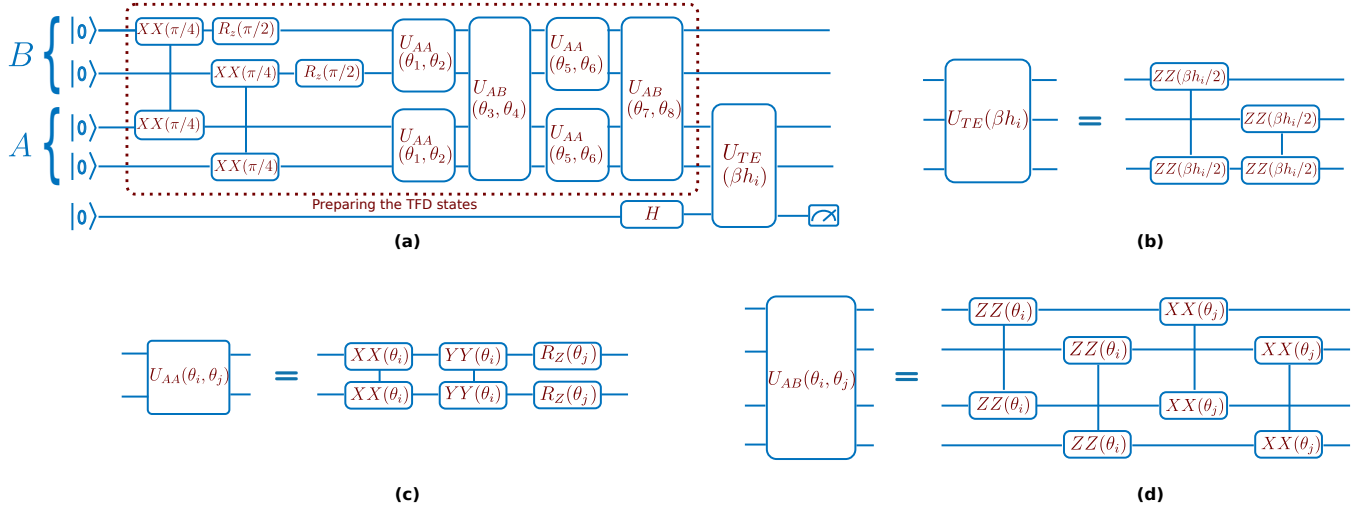 B
A
|0⟩ XX(π/4) R_z(π/2)
|0⟩ XX(π/4) R_z(π/2)
|0⟩ XX(π/4)
|0⟩ XX(π/4)
|0⟩ H
U_AA
(θ_1, θ_2)
U_AA
(θ_1, θ_2)
U_AB
(θ_3, θ_4)
U_AA
(θ_5, θ_6)
U_AA
(θ_5, θ_6)
U_AB
(θ_7, θ_8)
U_TE
(βh_i)
Preparing the TFD states
(a)
U_TE(βh_i) =
ZZ(βh_i/2)
ZZ(βh_i/2)
ZZ(βh_i/2) ZZ(βh_i/2)
(b)
U_AA(θ_i, θ_j) =
XX(θ_i) YY(θ_i) R_Z(θ_j)
XX(θ_i) YY(θ_i) R_Z(θ_j)
(c)
U_AB(θ_i, θ_j) =
ZZ(θ_i) XX(θ_j)
ZZ(θ_i) XX(θ_j)
ZZ(θ_i) XX(θ_j)
ZZ(θ_i) XX(θ_j)
(d)